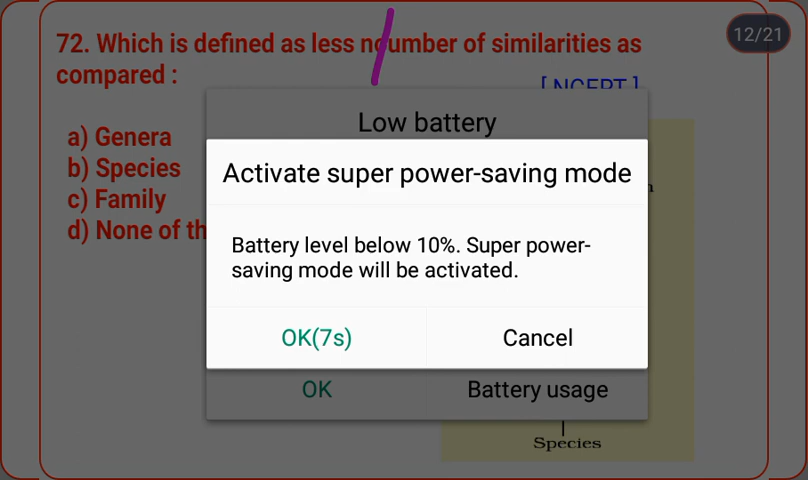 72. Which is defined as less number of similarities as
12/21
compared :
[ NCERT ]
a) Genera
b) Species
c) Family
d) None of th
Low battery
Activate super power-saving mode
Battery level below 10%. Super power-
saving mode will be activated.
OK(7s)
Cancel
OK
Battery usage
Species